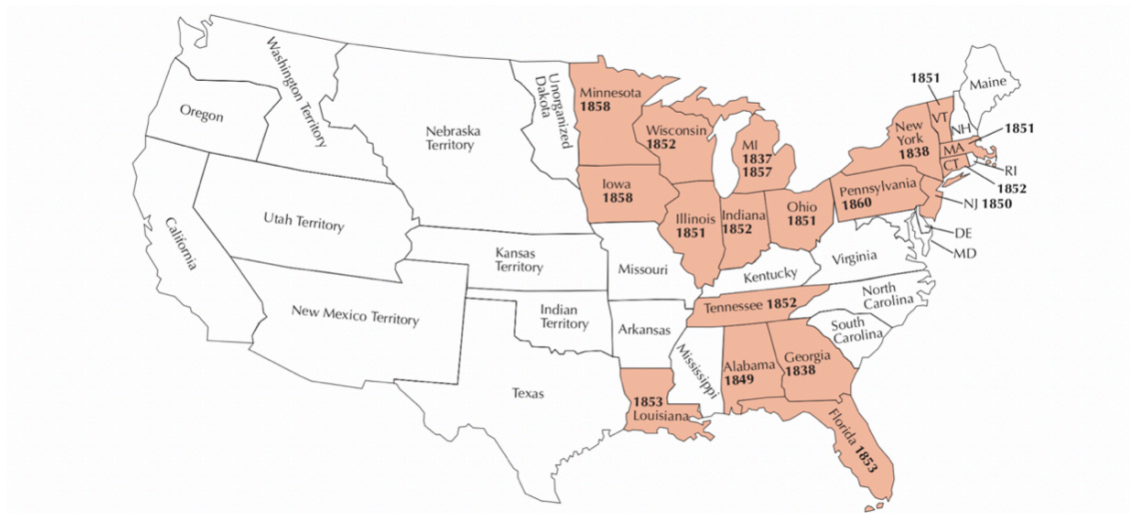 Washington Territory
Oregon
California
Utah Territory
Nebraska
Territory
Unorganized
Dakota
Minnesota
1858
Wisconsin
1852
MI
1837
1857
Iowa
1858
Illinois
1851
Indiana
1852
Ohio
1851
Pennsylvania
1860
New
York
1838
1851
VT
NH
Maine
MA
1851
CT
RI
1852
NJ 1850
DE
MD
Virginia
Kentucky
Missouri
Kansas
Territory
New Mexico Territory
Indian
Territory
Arkansas
Tennessee 1852
North
Carolina
South
Carolina
Mississippi
Alabama
1849
Georgia
1838
Texas
1853
Louisiana
Florida 1853